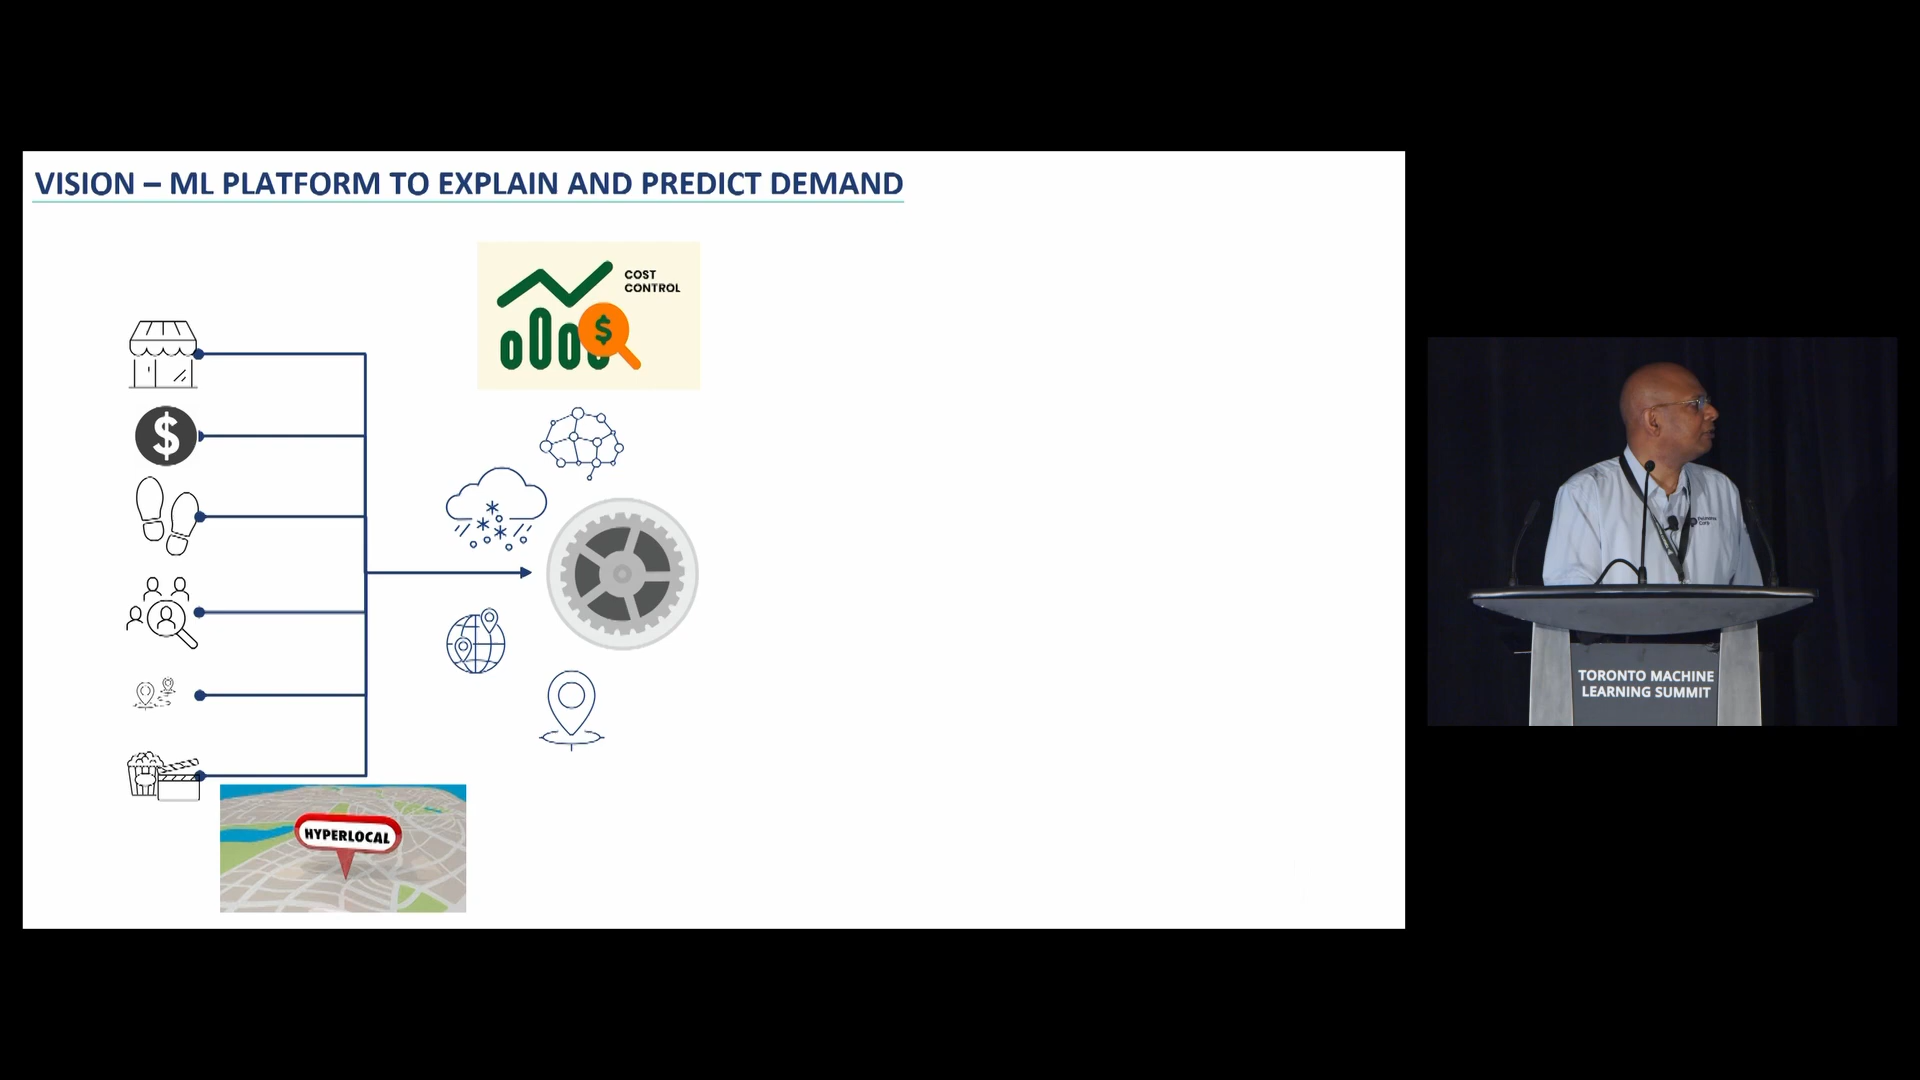 VISION – ML PLATFORM TO EXPLAIN AND PREDICT DEMAND
COST
CONTROL
$
$
HYPERLOCAL
TORONTO MACHINE
LEARNING SUMMIT